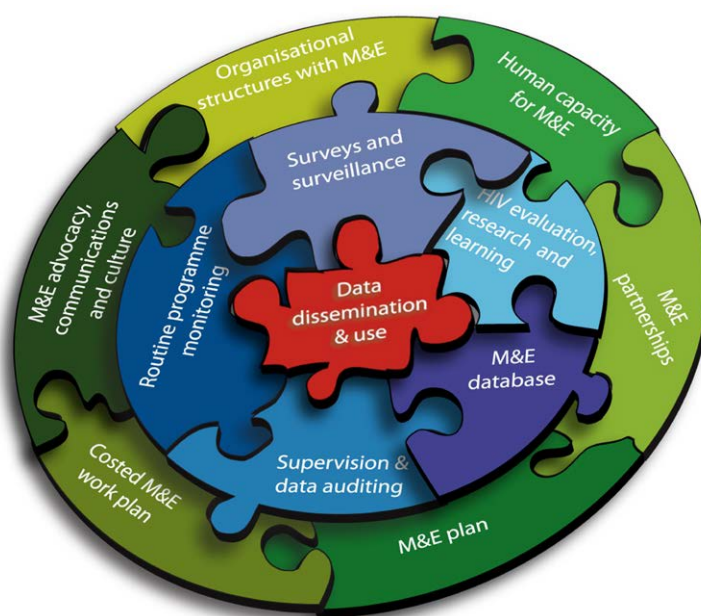 Organisational
structures with M&E
Human capacity
for M&E
M&E
partnerships
M&E plan
Costed M&E
work plan
M&E advocacy,
communications
and culture
Surveys and
surveillance
HIV evaluation,
research and
learning
M&E
database
Supervision &
data auditing
Routine programme
monitoring
Data
dissemination
& use